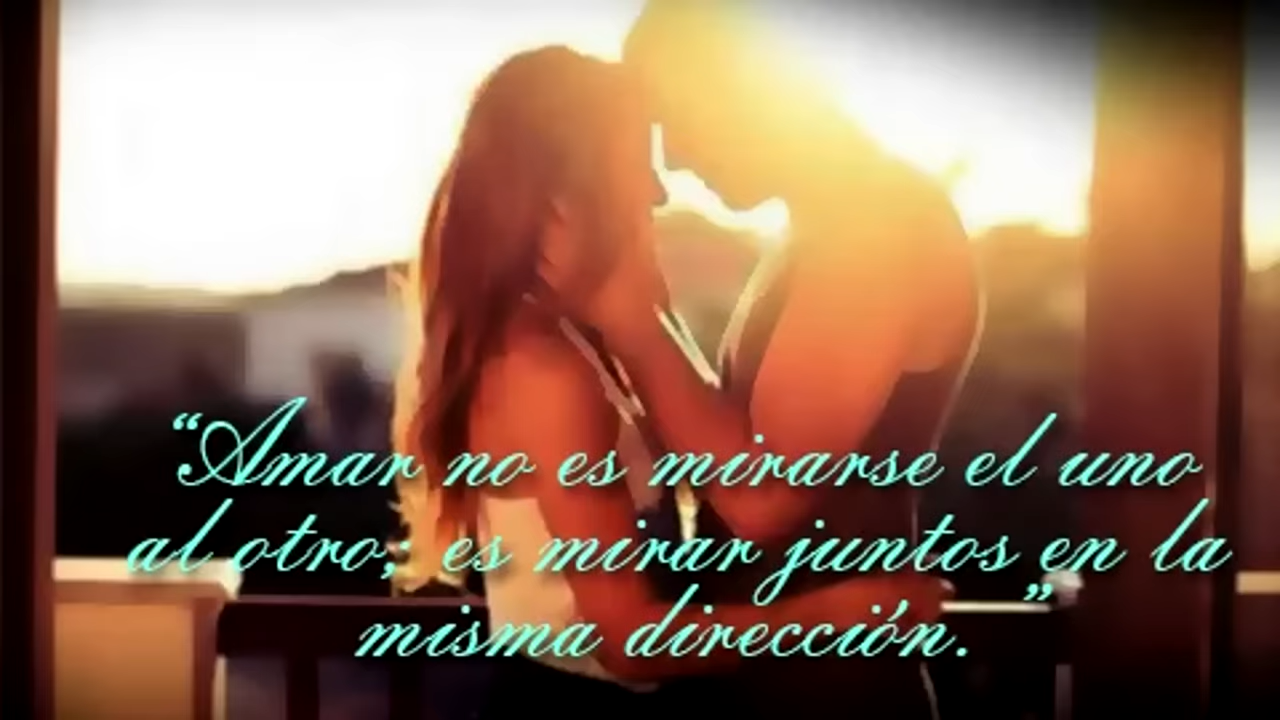 “Amar no es mirarse el uno
al otro; es mirar juntos en la
misma dirección.”